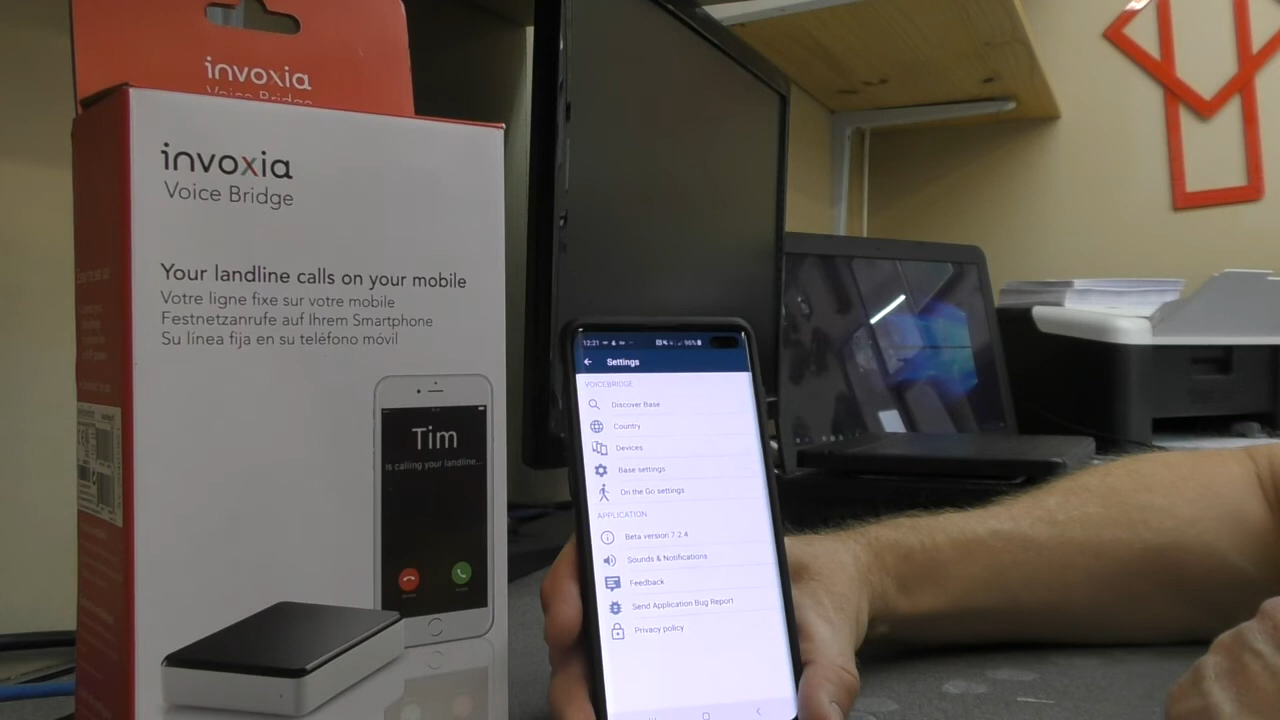 invoxia
Voice Bridge
invoxia
Voice Bridge
Your landline calls on your mobile
Votre ligne fixe sur votre mobile
Festnetzanrufe auf Ihrem Smartphone
Su línea fija en su teléfono móvil
Tim
is calling your landline...
12:21
96%
Settings
VOICEBRIDGE
Discover Base
Country
Devices
Base settings
On the Go settings
APPLICATION
Beta version 7.2.4
Sounds & Notifications
Feedback
Send Application Bug Report
Privacy policy